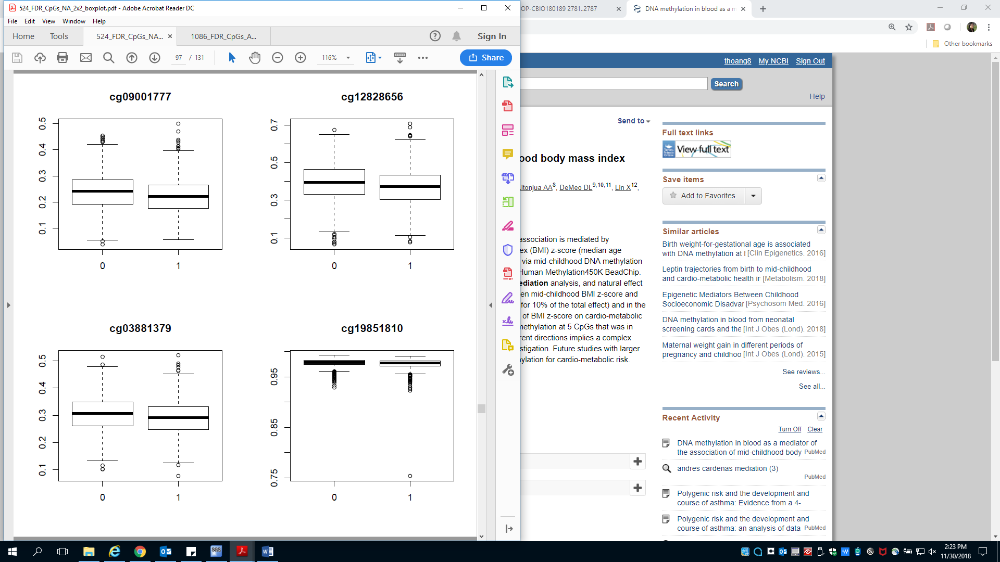 524_FDR_CpGs_NA_2x2_boxplot.pdf - Adobe Acrobat Reader DC
File Edit View Window Help
Home Tools 524_FDR_CpGs_NA... 1086_FDR_CpGs_A... Sign In
97 / 131 116% Share
cg09001777
0.1 0.2 0.3 0.4 0.5
0 1
cg12828656
0.1 0.3 0.5 0.7
0 1
cg03881379
0.1 0.2 0.3 0.4 0.5
0 1
cg19851810
0.75 0.85 0.95
0 1
OP-CBIO180189 2781..2787
DNA methylation in blood as a m
Other bookmarks
thoang8 My NCBI Sign Out
Search
Help
Send to
ood body mass index
itonjua AA8, DeMeo DL9,10,11, Lin X12,
association is mediated by
ex (BMI) z-score (median age
via mid-childhood DNA methylation
Human Methylation450K BeadChip.
ediation analysis, and natural effect
en mid-childhood BMI z-score and
for 10% of the total effect) and in the
of BMI z-score on cardio-metabolic
methylation at 5 CpGs that was in
rent directions implies a complex
stigation. Future studies with larger
ylation for cardio-metabolic risk.
Full text links
View full text
Save items
Add to Favorites
Similar articles
Birth weight-for-gestational age is associated
with DNA methylation at [Clin Epigenetics. 2016]
Leptin trajectories from birth to mid-childhood
and cardio-metabolic health ir [Metabolism. 2018]
Epigenetic Mediators Between Childhood
Socioeconomic Disadvar [Psychosom Med. 2016]
DNA methylation in blood from neonatal
screening cards and the [Int J Obes (Lond). 2018]
Maternal weight gain in different periods of
pregnancy and childhoo [Int J Obes (Lond). 2015]
See reviews...
See all...
Recent Activity
Turn Off Clear
DNA methylation in blood as a mediator of
the association of mid-childhood body PubMed
andres cardenas mediation (3)
PubMed
Polygenic risk and the development and
course of asthma: Evidence from a 4-
Polygenic risk and the development and
course of asthma: an analysis of data PubMed
2:23 PM
11/30/2018